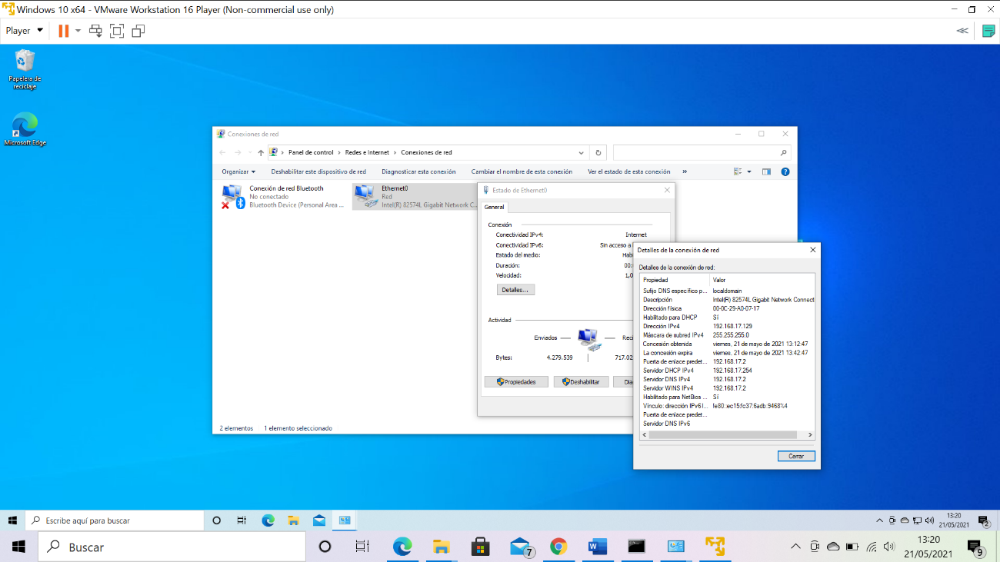 Windows 10 x64 - VMware Workstation 16 Player (Non-commercial use only)
Player
Papelera de
reciclaje
Microsoft Edge
Conexiones de red
Panel de control
Redes e Internet
Conexiones de red
Organizar
Deshabilitar este dispositivo de red
Diagnosticar esta conexión
Cambiar el nombre de esta conexión
Ver el estado de esta conexión
»
Conexión de red Bluetooth
No conectado
Bluetooth Device (Personal Area ...
Ethernet0
Red
Intel(R) 82574L Gigabit Network C...
2 elementos
1 elemento seleccionado
Estado de Ethernet0
General
Conexión
Conectividad IPv4: Internet
Conectividad IPv6: Sin acceso a
Estado del medio: Hab
Duración: 00:
Velocidad: 1,0
Detalles...
Actividad
Enviados
Reci
Bytes: 4.279.539 717.02
Propiedades
Deshabilitar
Dia
Detalles de la conexión de red
Detalles de la conexión de red:
Propiedad Valor
Sufijo DNS específico p... localdomain
Descripción Intel(R) 82574L Gigabit Network Connect
Dirección física 00-0C-29-A0-07-17
Habilitado para DHCP Sí
Dirección IPv4 192.168.17.129
Máscara de subred IPv4 255.255.255.0
Concesión obtenida viernes, 21 de mayo de 2021 13:12:47
La concesión expira viernes, 21 de mayo de 2021 13:42:47
Puerta de enlace predet... 192.168.17.2
Servidor DHCP IPv4 192.168.17.254
Servidor DNS IPv4 192.168.17.2
Servidor WINS IPv4 192.168.17.2
Habilitado para NetBios ... Sí
Vínculo: dirección IPv6 l... fe80::ec15:fc37:6adb:9468%4
Puerta de enlace predet...
Servidor DNS IPv6
Cerrar
Escribe aquí para buscar
13:20
21/05/2021
2
Buscar
7
13:20
21/05/2021
9